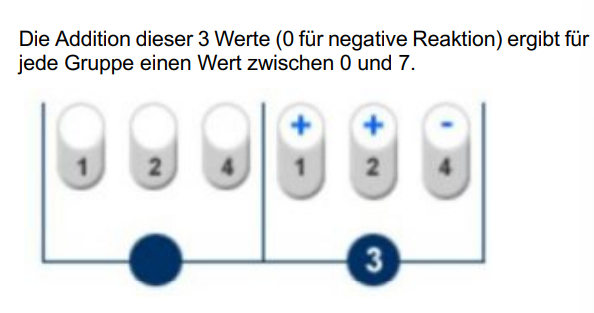 Die Addition dieser 3 Werte (0 für negative Reaktion) ergibt für
jede Gruppe einen Wert zwischen 0 und 7.
+ + -
1 2 4 1 2 4
3